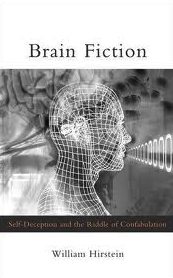 Brain Fiction
Self-Deception and the Riddle of Confabulation
William Hirstein